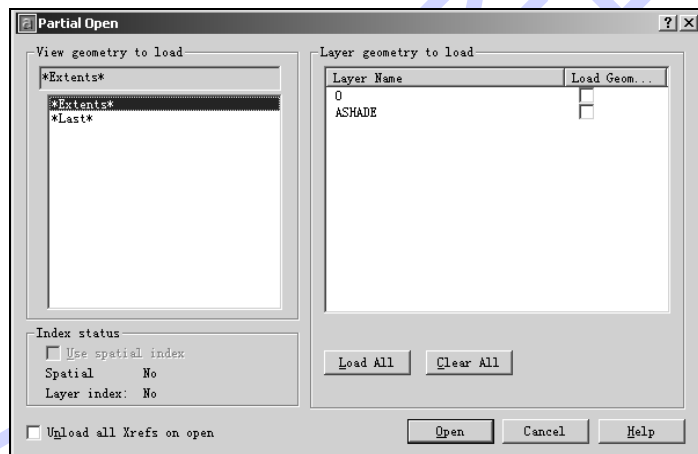 Partial Open
View geometry to load
*Extents*
*Extents*
*Last*
Index status
Use spatial index
Spatial No
Layer index: No
Unload all Xrefs on open
Layer geometry to load
Layer Name Load Geom...
0
ASHADE
Load All Clear All
Open Cancel Help